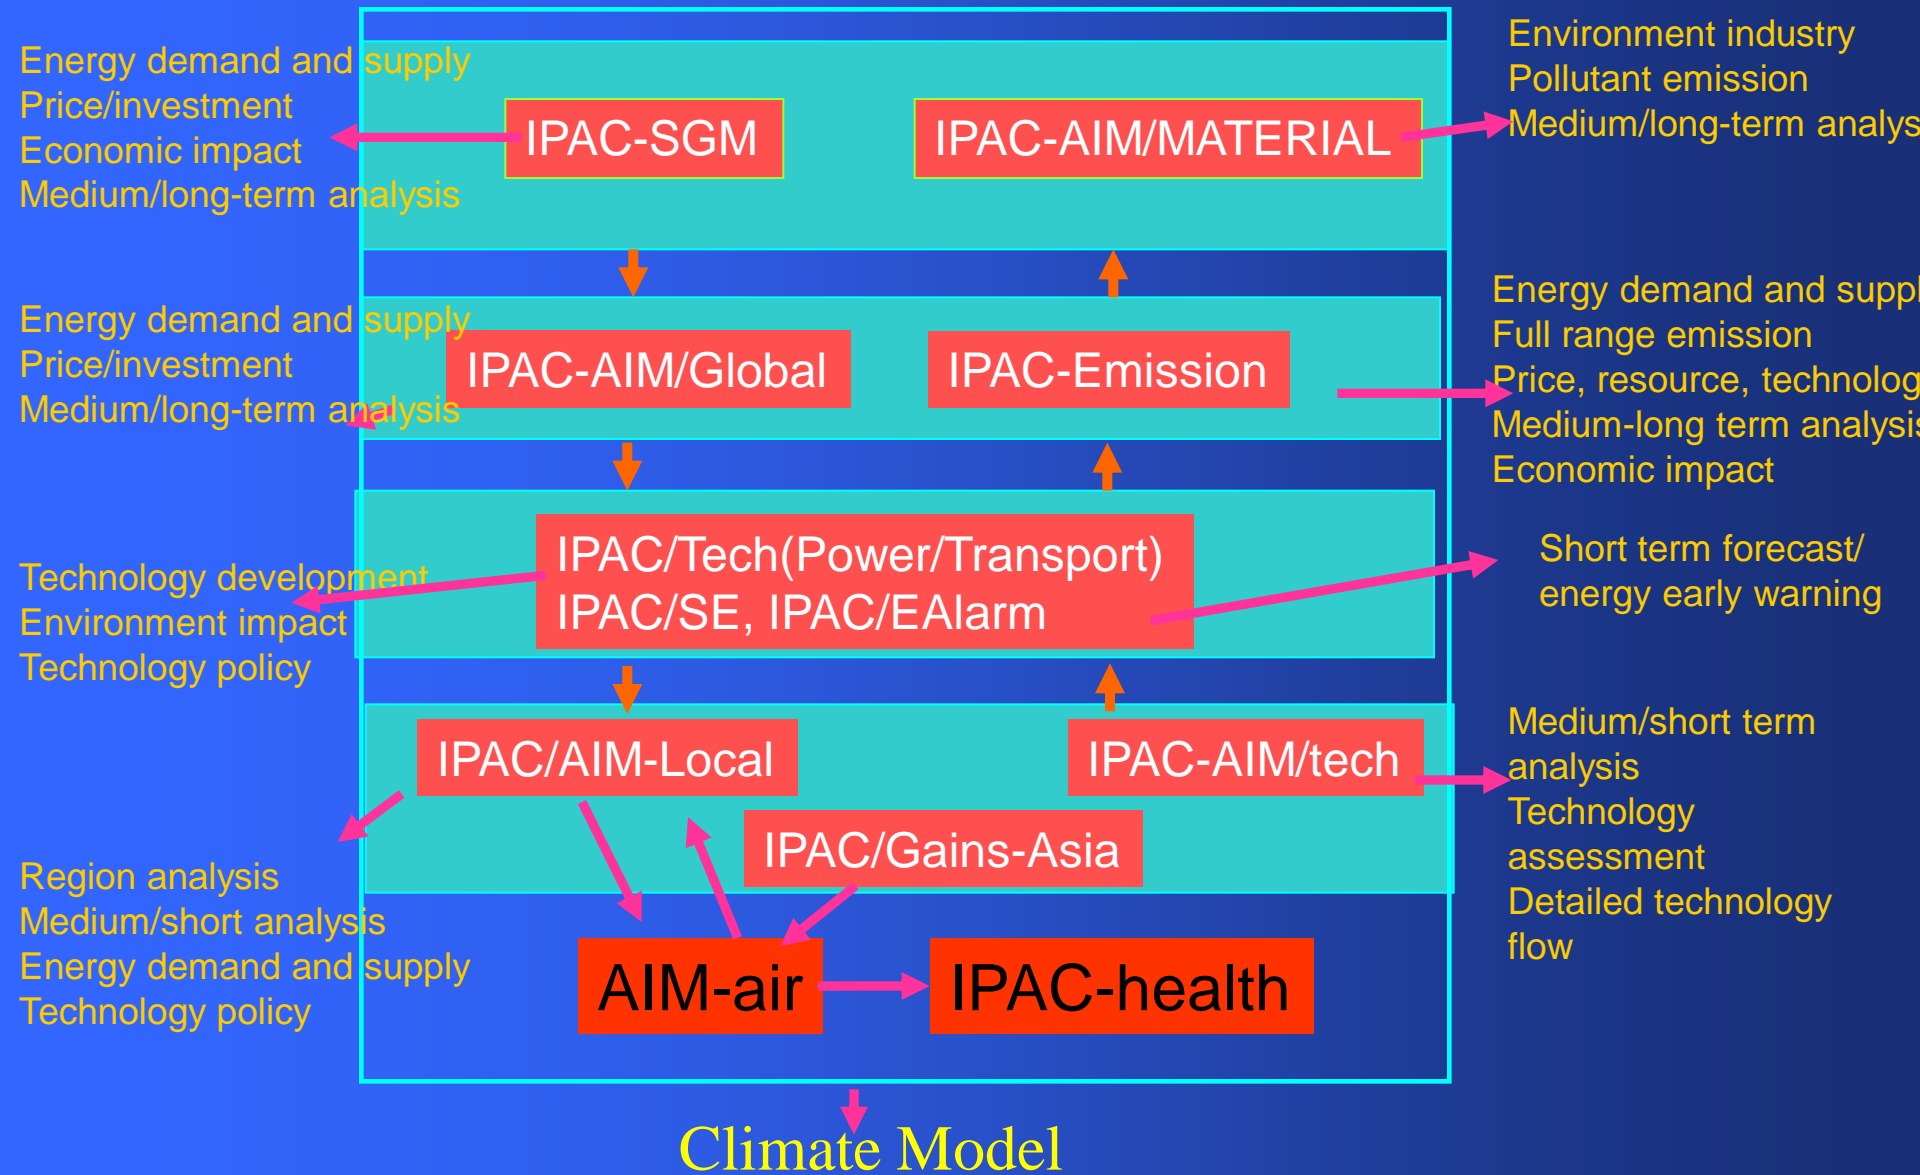 Energy demand and supply
Price/investment
Economic impact
Medium/long-term analysis
IPAC-SGM
IPAC-AIM/MATERIAL
Environment industry
Pollutant emission
Medium/long-term analys
Energy demand and supply
Price/investment
Medium/long-term analysis
IPAC-AIM/Global
IPAC-Emission
Energy demand and suppl
Full range emission
Price, resource, technolog
Medium-long term analysis
Economic impact
Technology development
Environment impact
Technology policy
IPAC/Tech(Power/Transport)
IPAC/SE, IPAC/EAlarm
Short term forecast/
energy early warning
IPAC/AIM-Local
IPAC-AIM/tech
IPAC/Gains-Asia
Medium/short term
analysis
Technology
assessment
Detailed technology
flow
Region analysis
Medium/short analysis
Energy demand and supply
Technology policy
AIM-air
IPAC-health
Climate Model